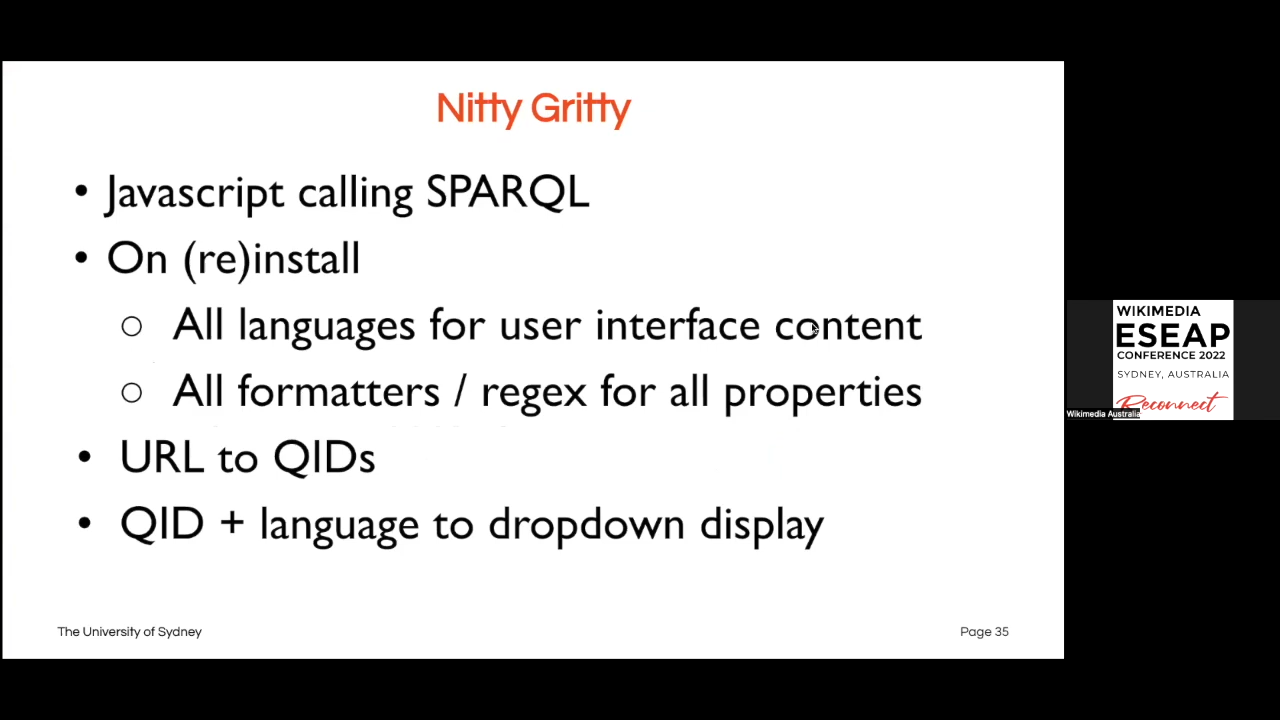 Nitty Gritty
• Javascript calling SPARQL
• On (re)install
○ All languages for user interface content
○ All formatters / regex for all properties
• URL to QIDs
• QID + language to dropdown display
The University of Sydney
Page 35
WIKIMEDIA
ESEAP
CONFERENCE 2022
SYDNEY, AUSTRALIA
Reconnect
Wikimedia Australia